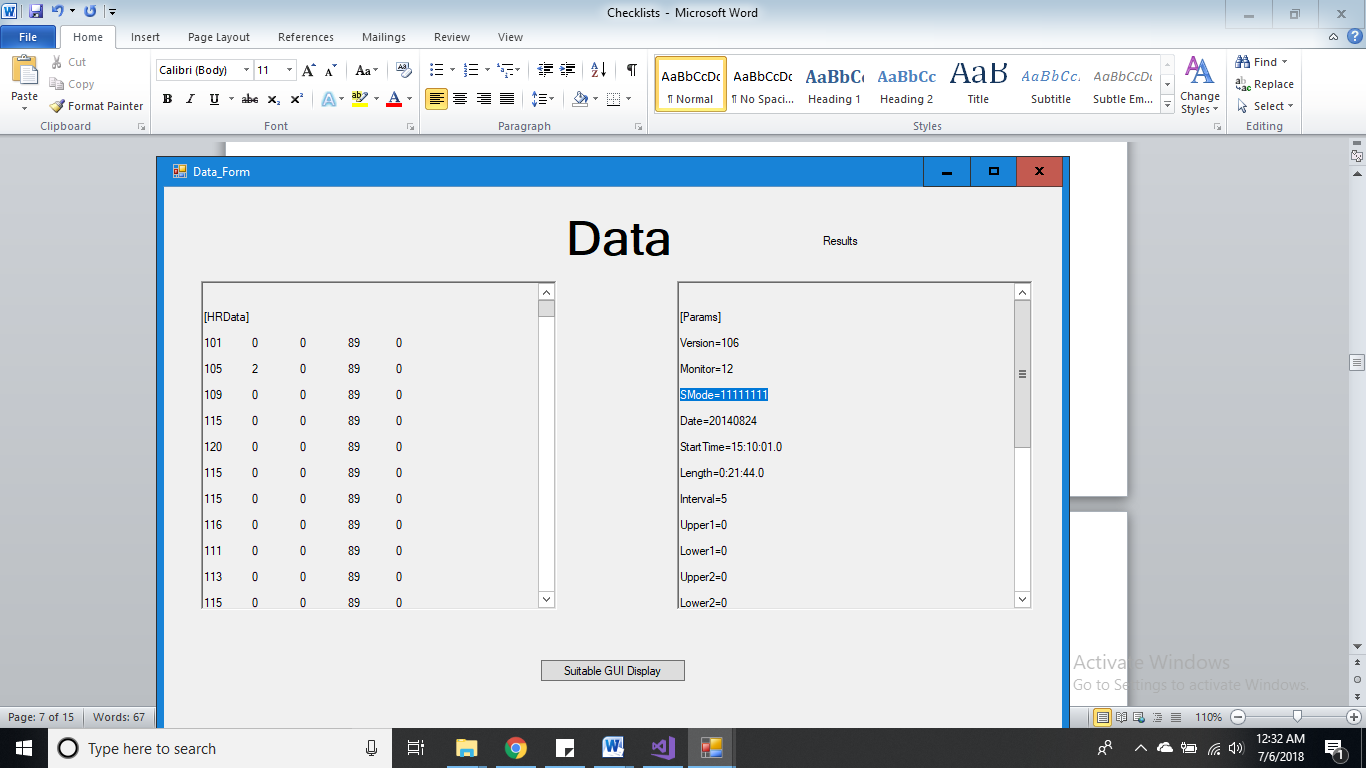 Checklists - Microsoft Word
File Home Insert Page Layout References Mailings Review View
Paste
Cut
Copy
Format Painter
Clipboard
Calibri (Body) 11
Font
Paragraph
AaBbCcDc AaBbCcDc AaBbCc AaBbCc AaB AaBbCc. AaBbCcDc
¶ Normal ¶ No Spaci... Heading 1 Heading 2 Title Subtitle Subtle Em...
Change
Styles
Styles
Find
Replace
Select
Editing
Data_Form
Data
Results
[HRData]
101 0 0 89 0
105 2 0 89 0
109 0 0 89 0
115 0 0 89 0
120 0 0 89 0
115 0 0 89 0
115 0 0 89 0
116 0 0 89 0
111 0 0 89 0
113 0 0 89 0
115 0 0 89 0
[Params]
Version=106
Monitor=12
SMode=11111111
Date=20140824
StartTime=15:10:01.0
Length=0:21:44.0
Interval=5
Upper1=0
Lower1=0
Upper2=0
Lower2=0
Suitable GUI Display
Activate Windows
Go to Settings to activate Windows.
Page: 7 of 15 Words: 67
110%
Type here to search
12:32 AM
7/6/2018